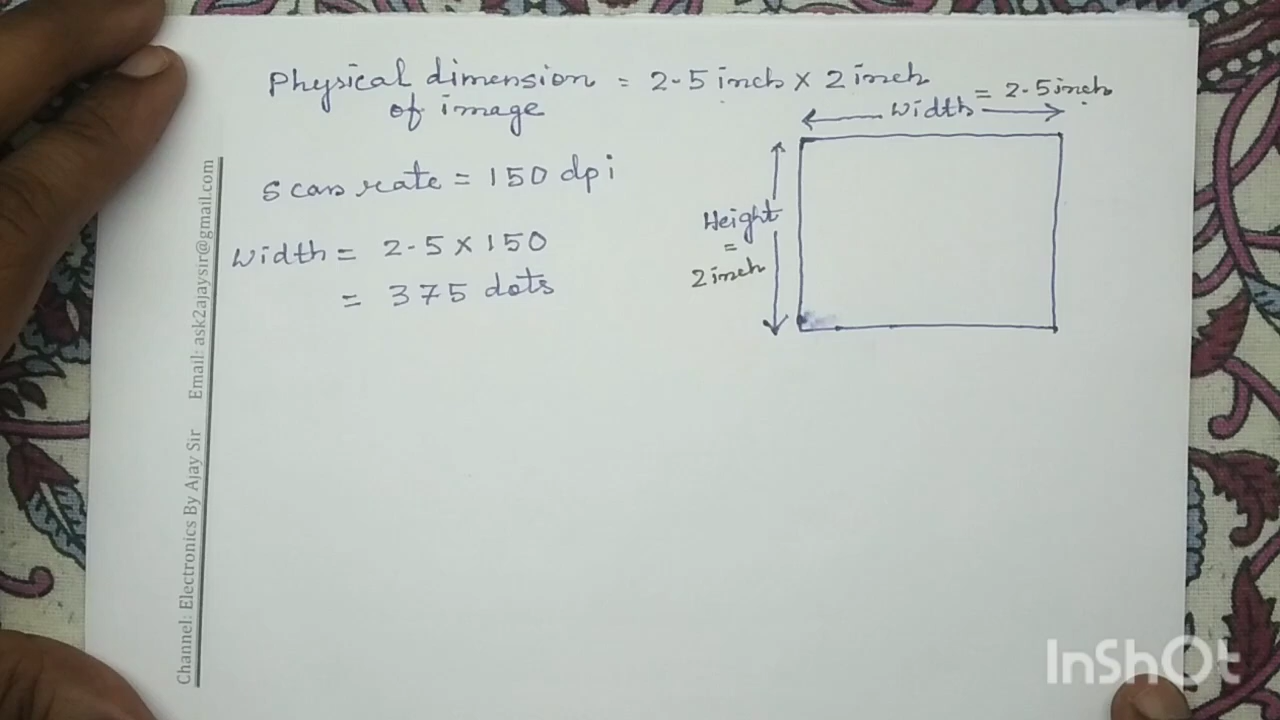 Physical dimension = 2.5 inch × 2 inch
of image
Scan rate = 150 dpi
Width = 2.5 × 150
= 375 dots
Width = 2.5 inch
Height
=
2 inch
Channel: Electronics By Ajay Sir Email: ask2ajaysir@gmail.com
InShOt